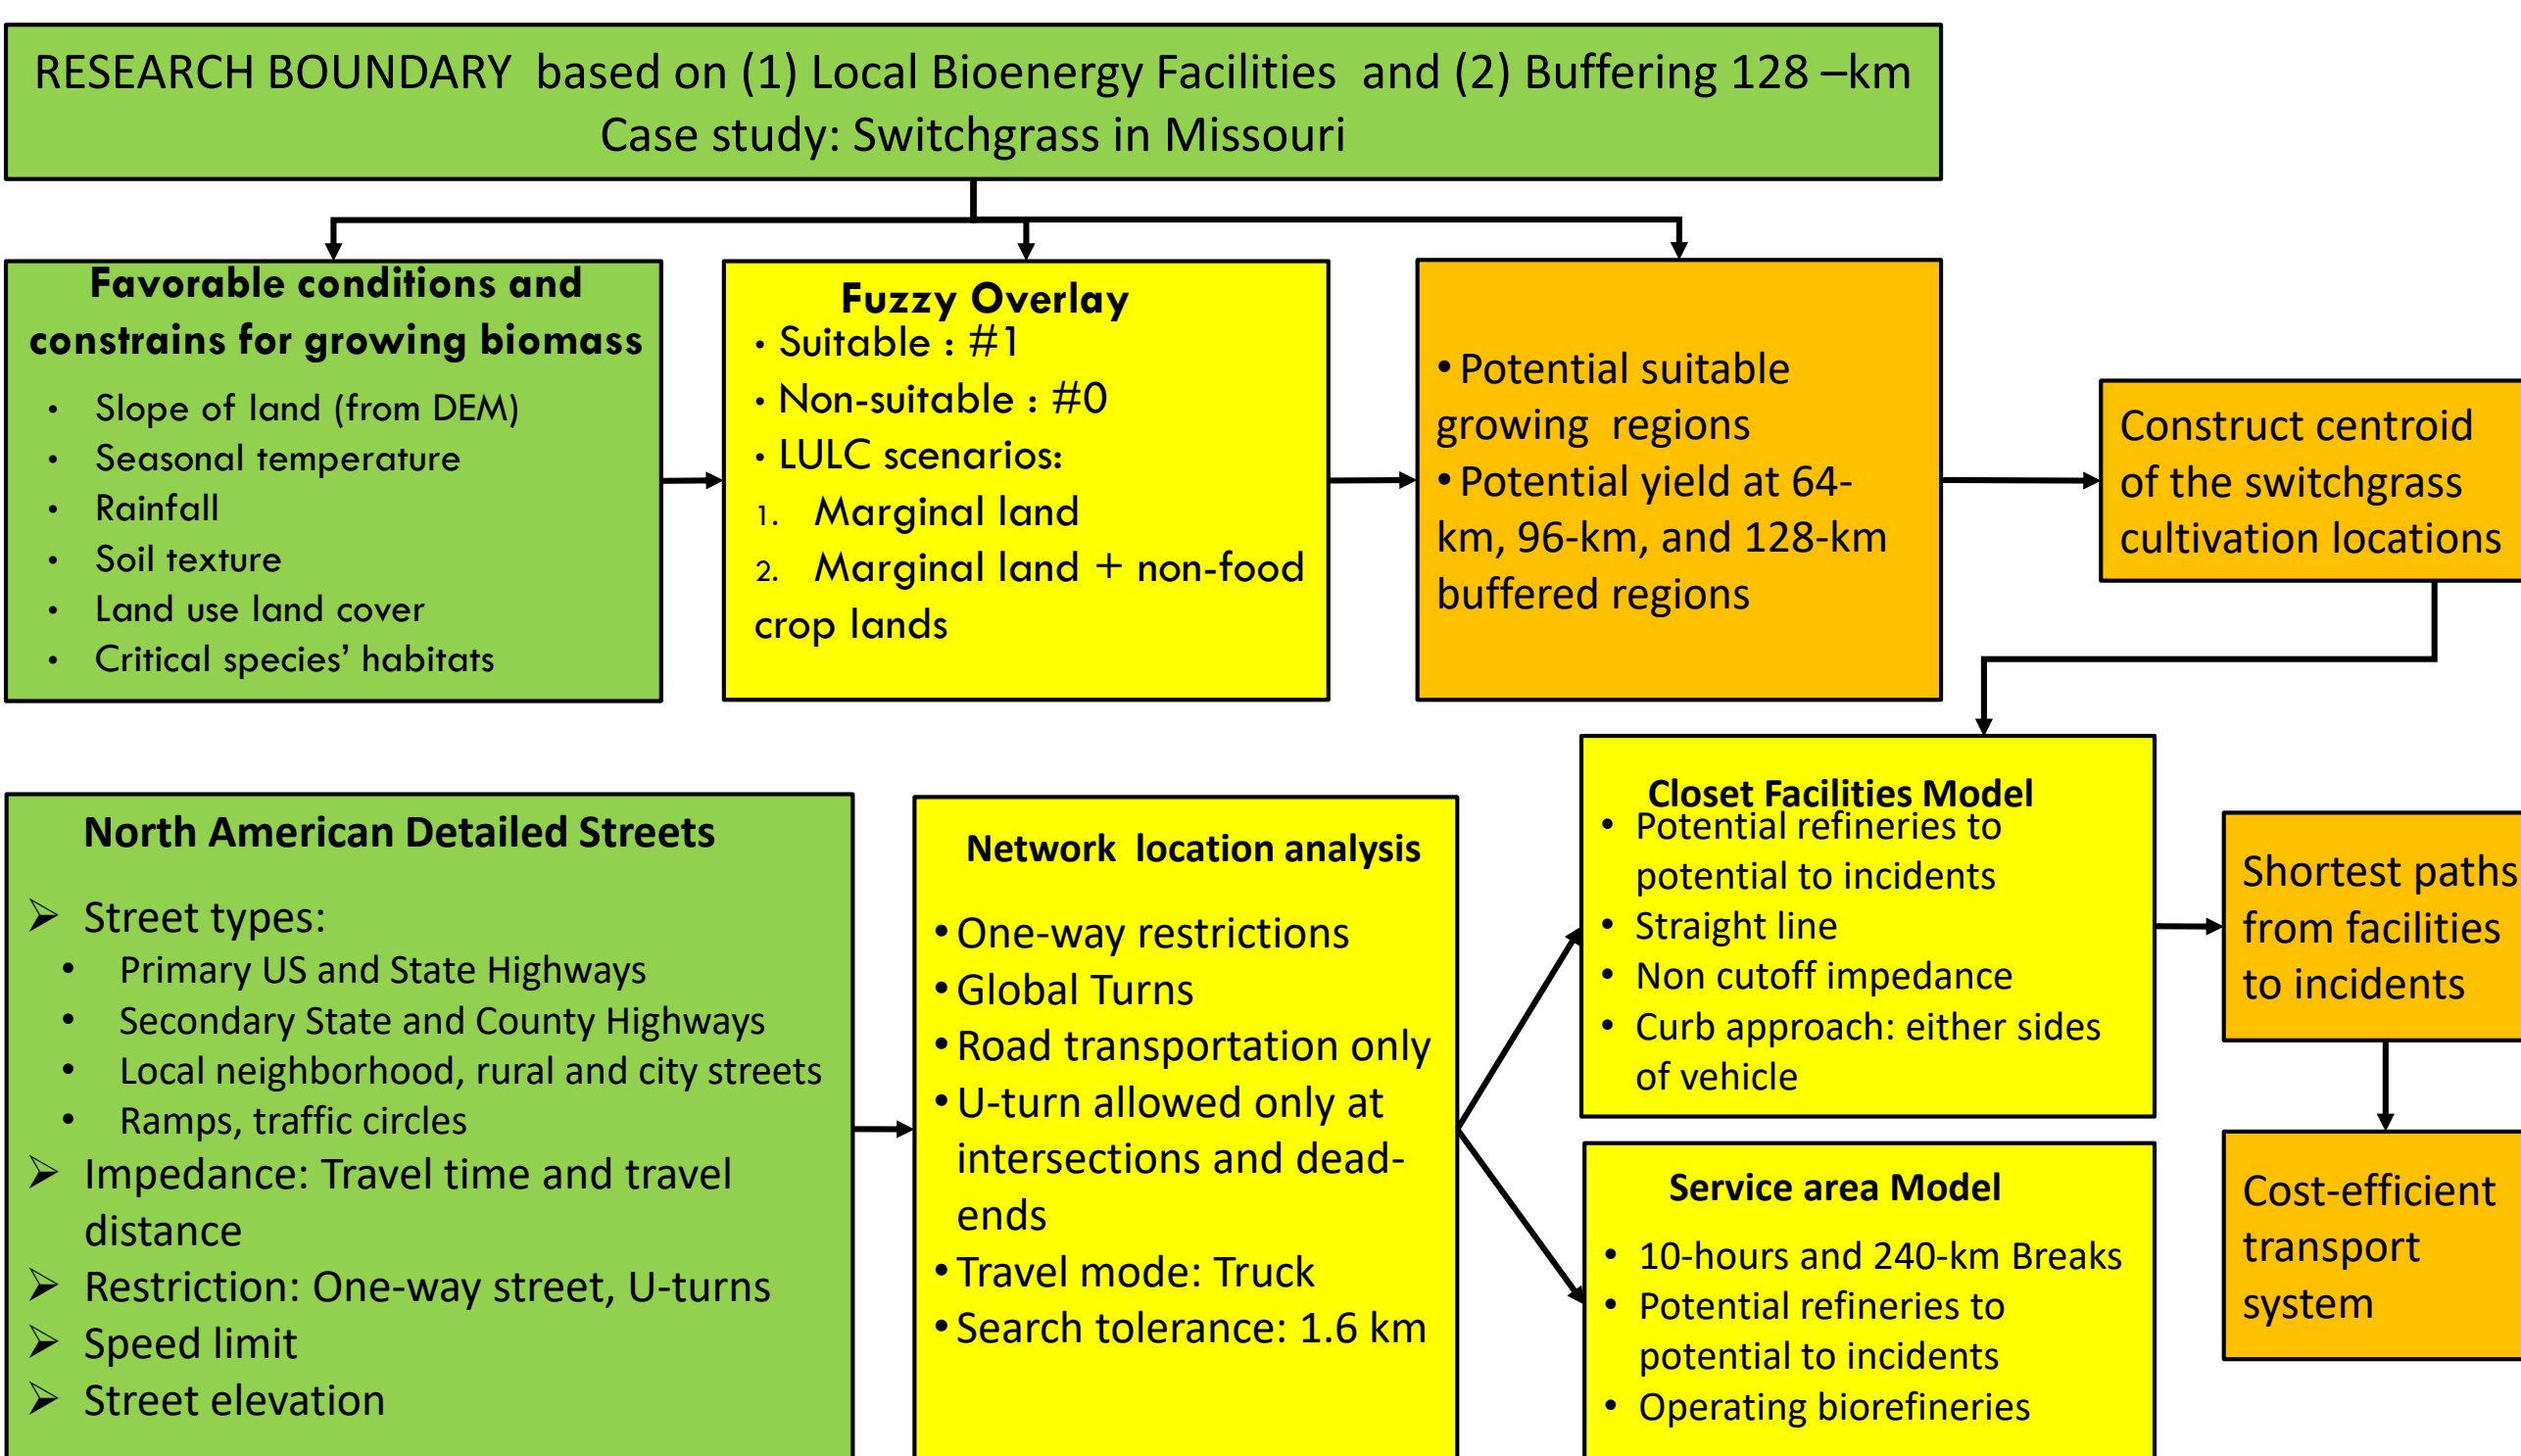 RESEARCH BOUNDARY based on (1) Local Bioenergy Facilities and (2) Buffering 128 –km
Case study: Switchgrass in Missouri
Favorable conditions and
constrains for growing biomass
• Slope of land (from DEM)
• Seasonal temperature
• Rainfall
• Soil texture
• Land use land cover
• Critical species’ habitats
Fuzzy Overlay
• Suitable : #1
• Non-suitable : #0
• LULC scenarios:
1. Marginal land
2. Marginal land + non-food
crop lands
• Potential suitable
growing regions
• Potential yield at 64-
km, 96-km, and 128-km
buffered regions
Construct centroid
of the switchgrass
cultivation locations
North American Detailed Streets
➢ Street types:
• Primary US and State Highways
• Secondary State and County Highways
• Local neighborhood, rural and city streets
• Ramps, traffic circles
➢ Impedance: Travel time and travel
distance
➢ Restriction: One-way street, U-turns
➢ Speed limit
➢ Street elevation
Network location analysis
• One-way restrictions
• Global Turns
• Road transportation only
• U-turn allowed only at
intersections and dead-
ends
• Travel mode: Truck
• Search tolerance: 1.6 km
Closet Facilities Model
• Potential refineries to
potential to incidents
• Straight line
• Non cutoff impedance
• Curb approach: either sides
of vehicle
Service area Model
• 10-hours and 240-km Breaks
• Potential refineries to
potential to incidents
• Operating biorefineries
Shortest paths
from facilities
to incidents
Cost-efficient
transport
system